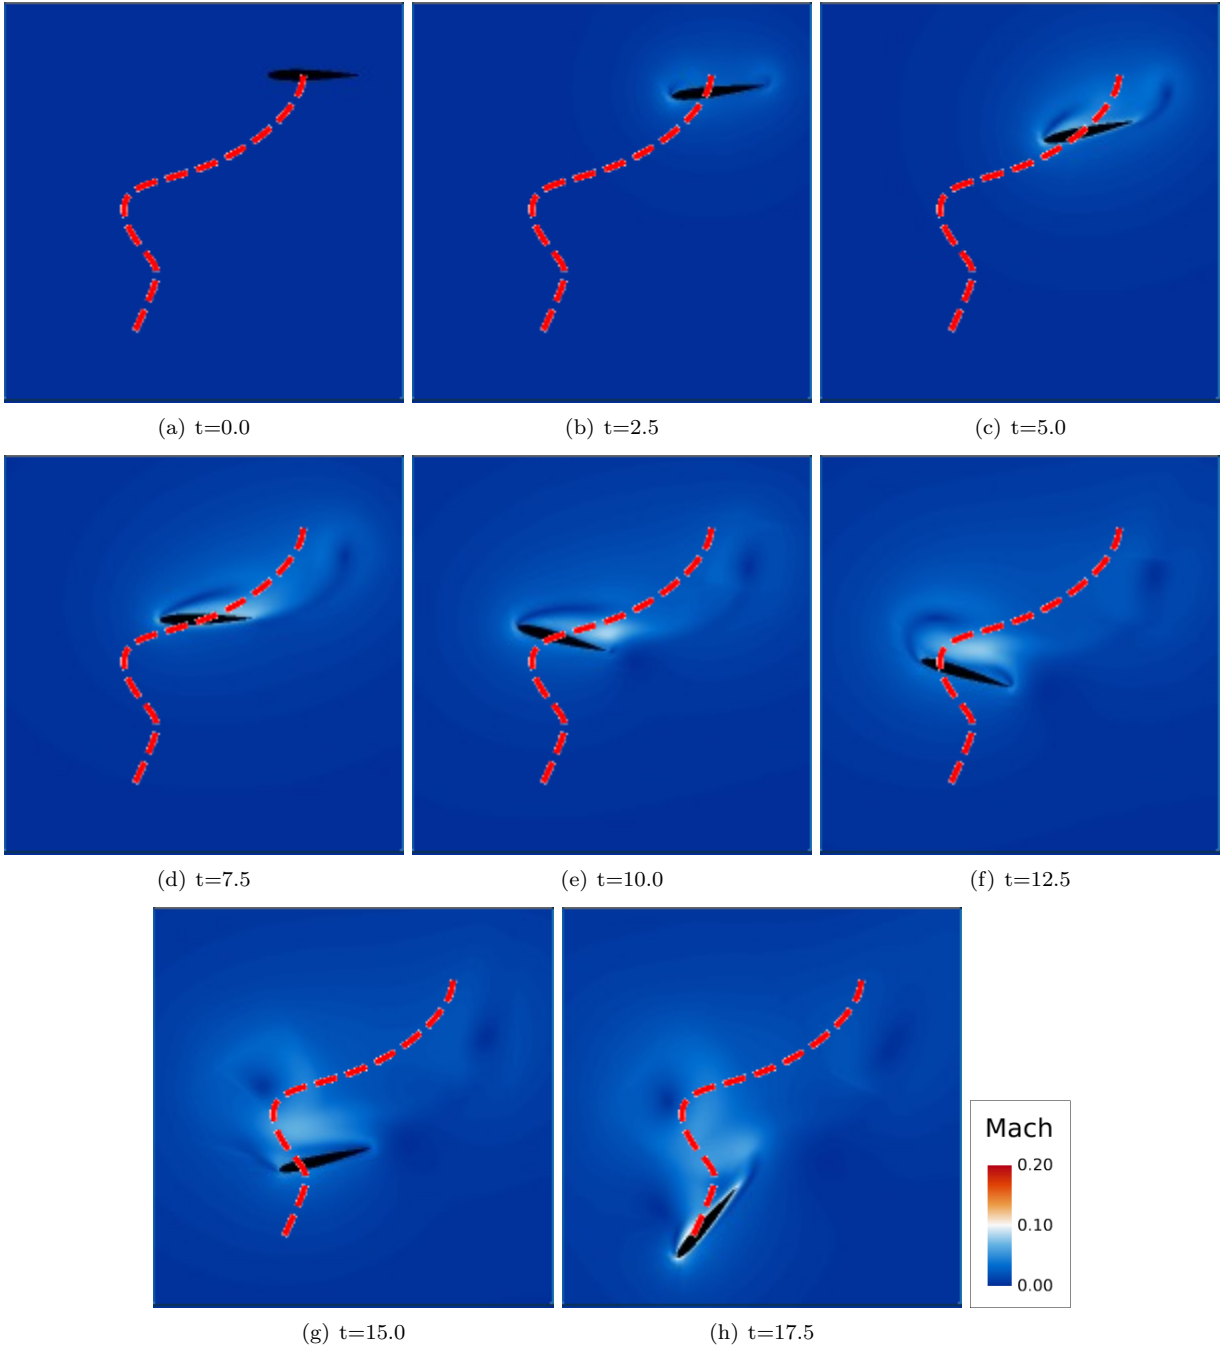 (a) t=0.0
(b) t=2.5
(c) t=5.0
(d) t=7.5
(e) t=10.0
(f) t=12.5
Mach
0.20
0.10
0.00
(g) t=15.0
(h) t=17.5